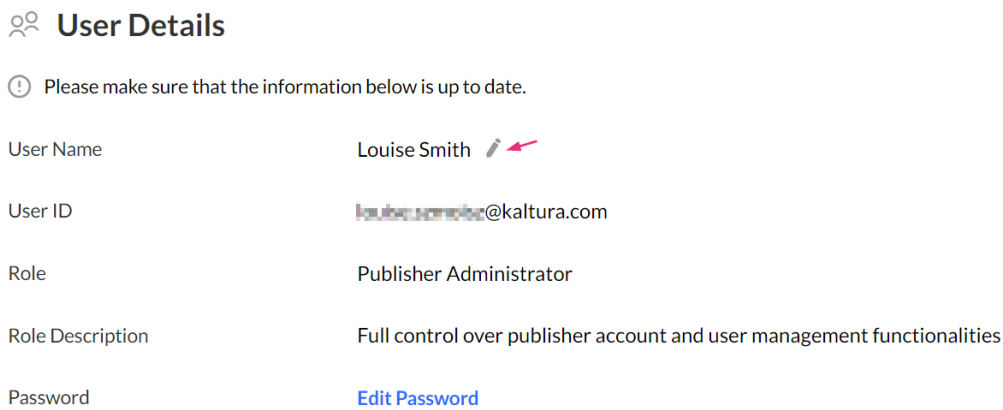 User Details
Please make sure that the information below is up to date.
User Name Louise Smith
User ID @kaltura.com
Role Publisher Administrator
Role Description Full control over publisher account and user management functionalities
Password Edit Password